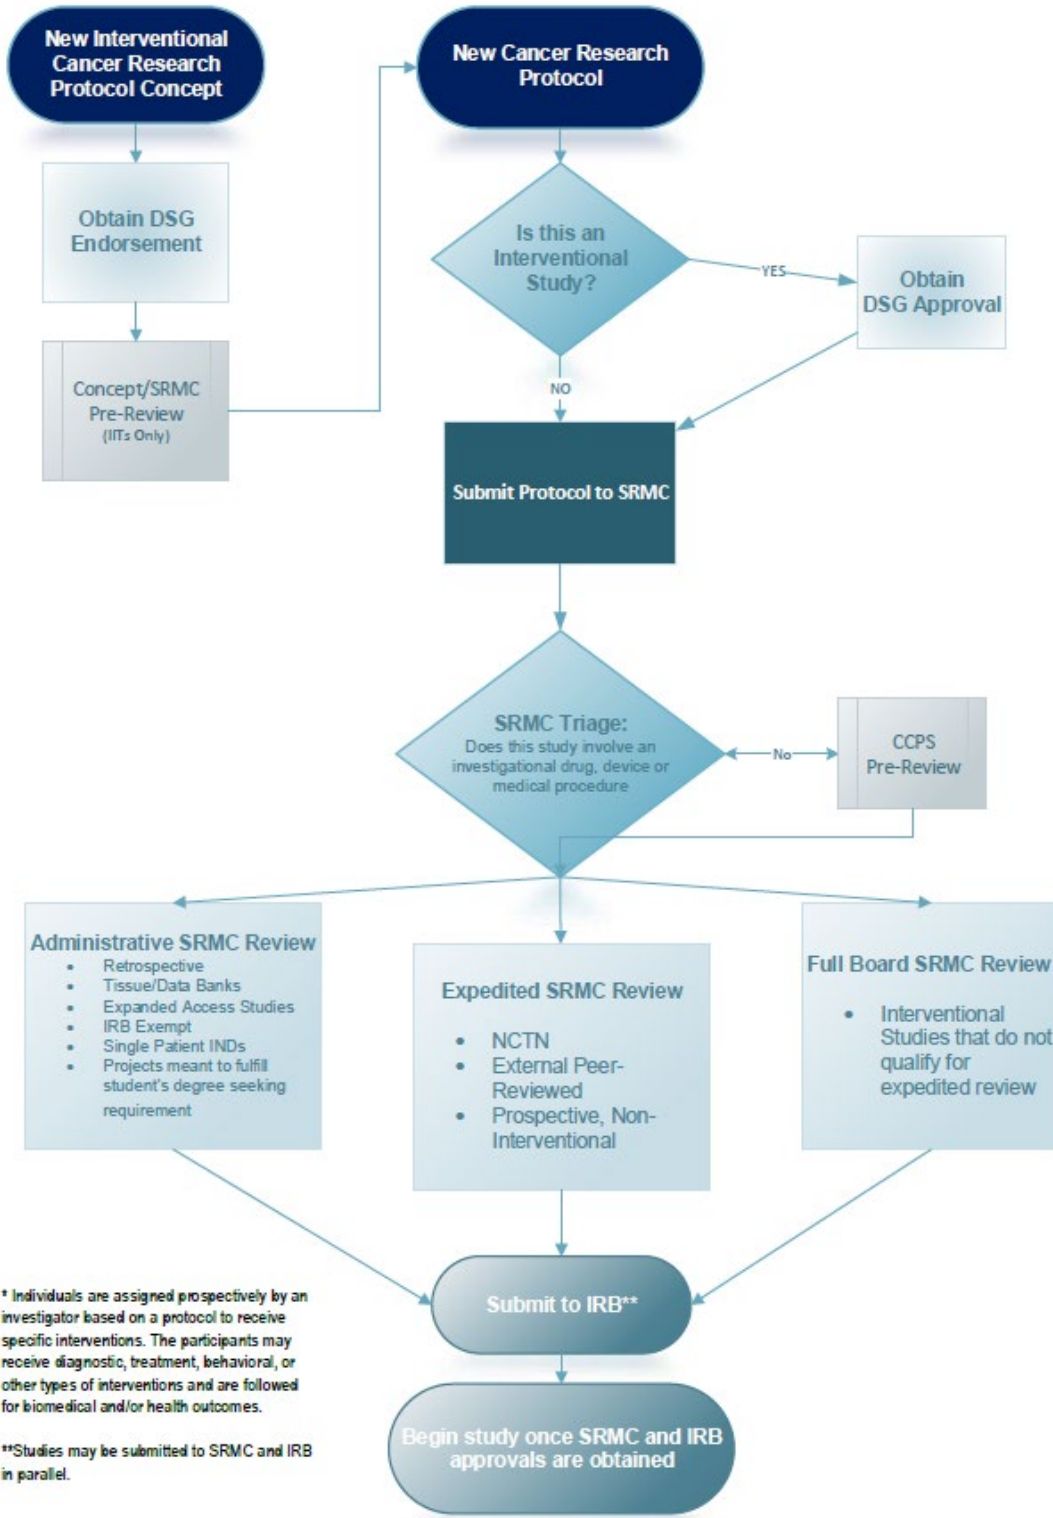 New Interventional
Cancer Research
Protocol Concept
New Cancer Research
Protocol
Obtain DSG
Endorsement
Is this an
Interventional
Study?
YES
Obtain
DSG Approval
Concept/SRMC
Pre-Review
(IITs Only)
NO
Submit Protocol to SRMC
SRMC Triage:
Does this study involve an
investigational drug, device or
medical procedure
No
CCPS
Pre-Review
Administrative SRMC Review
• Retrospective
• Tissue/Data Banks
• Expanded Access Studies
• IRB Exempt
• Single Patient INDs
• Projects meant to fulfill
student's degree seeking
requirement
Expedited SRMC Review
• NCTN
• External Peer-
Reviewed
• Prospective, Non-
Interventional
Full Board SRMC Review
• Interventional
Studies that do not
qualify for
expedited review
Submit to IRB**
Begin study once SRMC and IRB
approvals are obtained
* Individuals are assigned prospectively by an
investigator based on a protocol to receive
specific interventions. The participants may
receive diagnostic, treatment, behavioral, or
other types of interventions and are followed
for biomedical and/or health outcomes.
**Studies may be submitted to SRMC and IRB
in parallel.